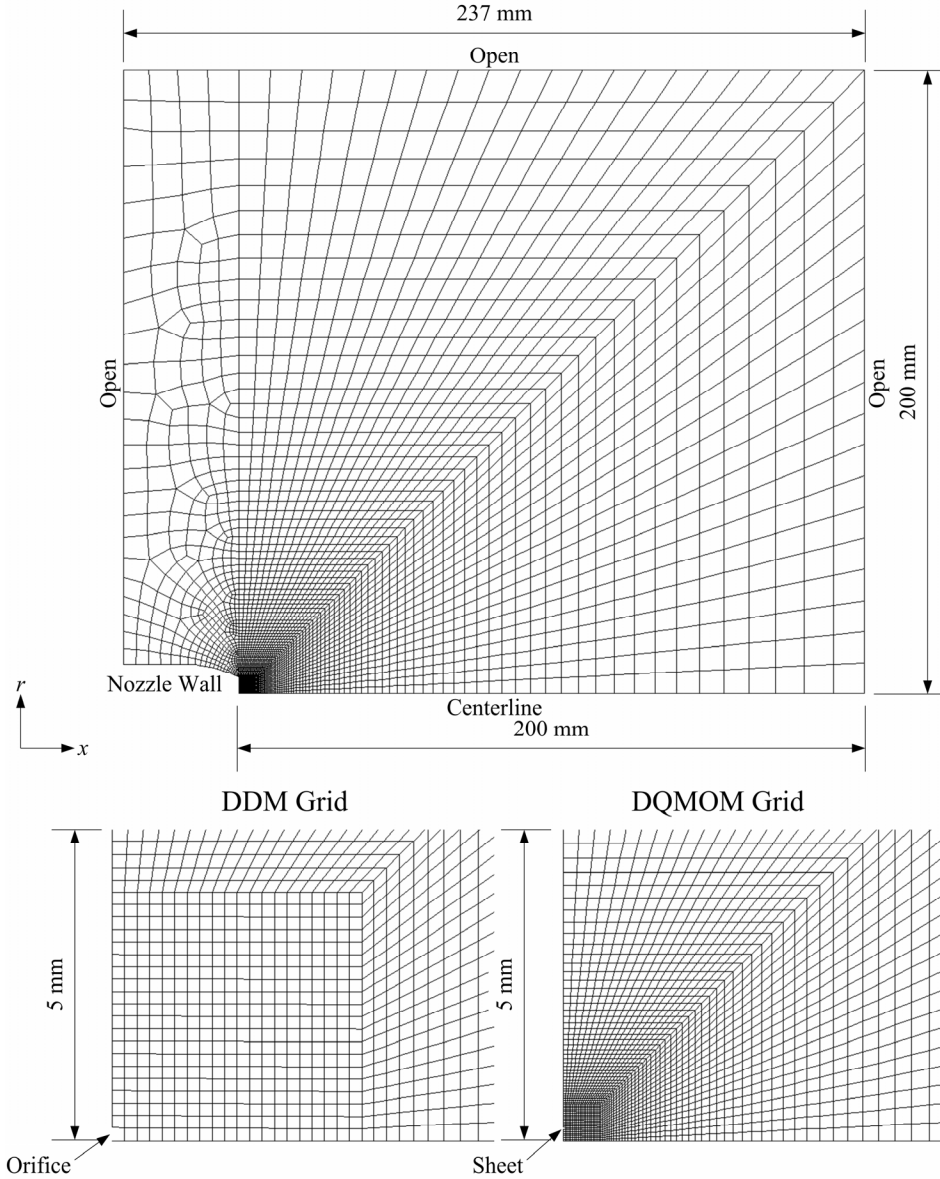 237 mm
Open
Open
Open
200 mm
Nozzle Wall
Centerline
r
x
200 mm
DDM Grid
DQMOM Grid
5 mm
5 mm
Orifice
Sheet